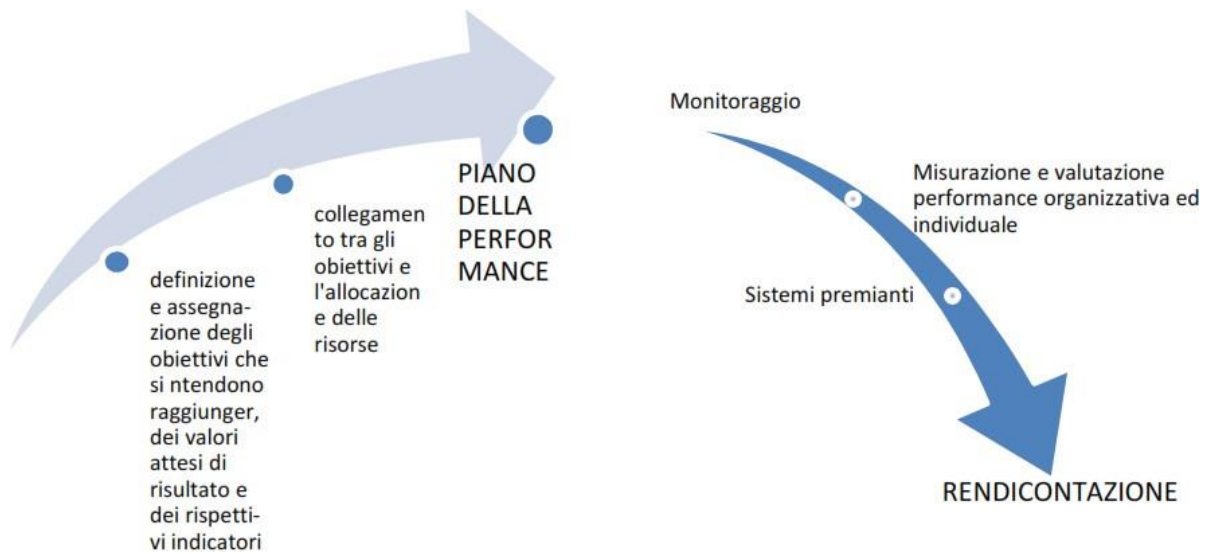 definizione
e assegna-
zione degli
obiettivi che
si ntendono
raggiunger,
dei valori
attesi di
risultato e
dei rispetti-
vi indicatori
collegamen
to tra gli
obiettivi e
l'allocazion
e delle
risorse
PIANO
DELLA
PERFOR
MANCE
Monitoraggio
Misurazione e valutazione
performance organizzativa ed
individuale
Sistemi premianti
RENDICONTAZIONE